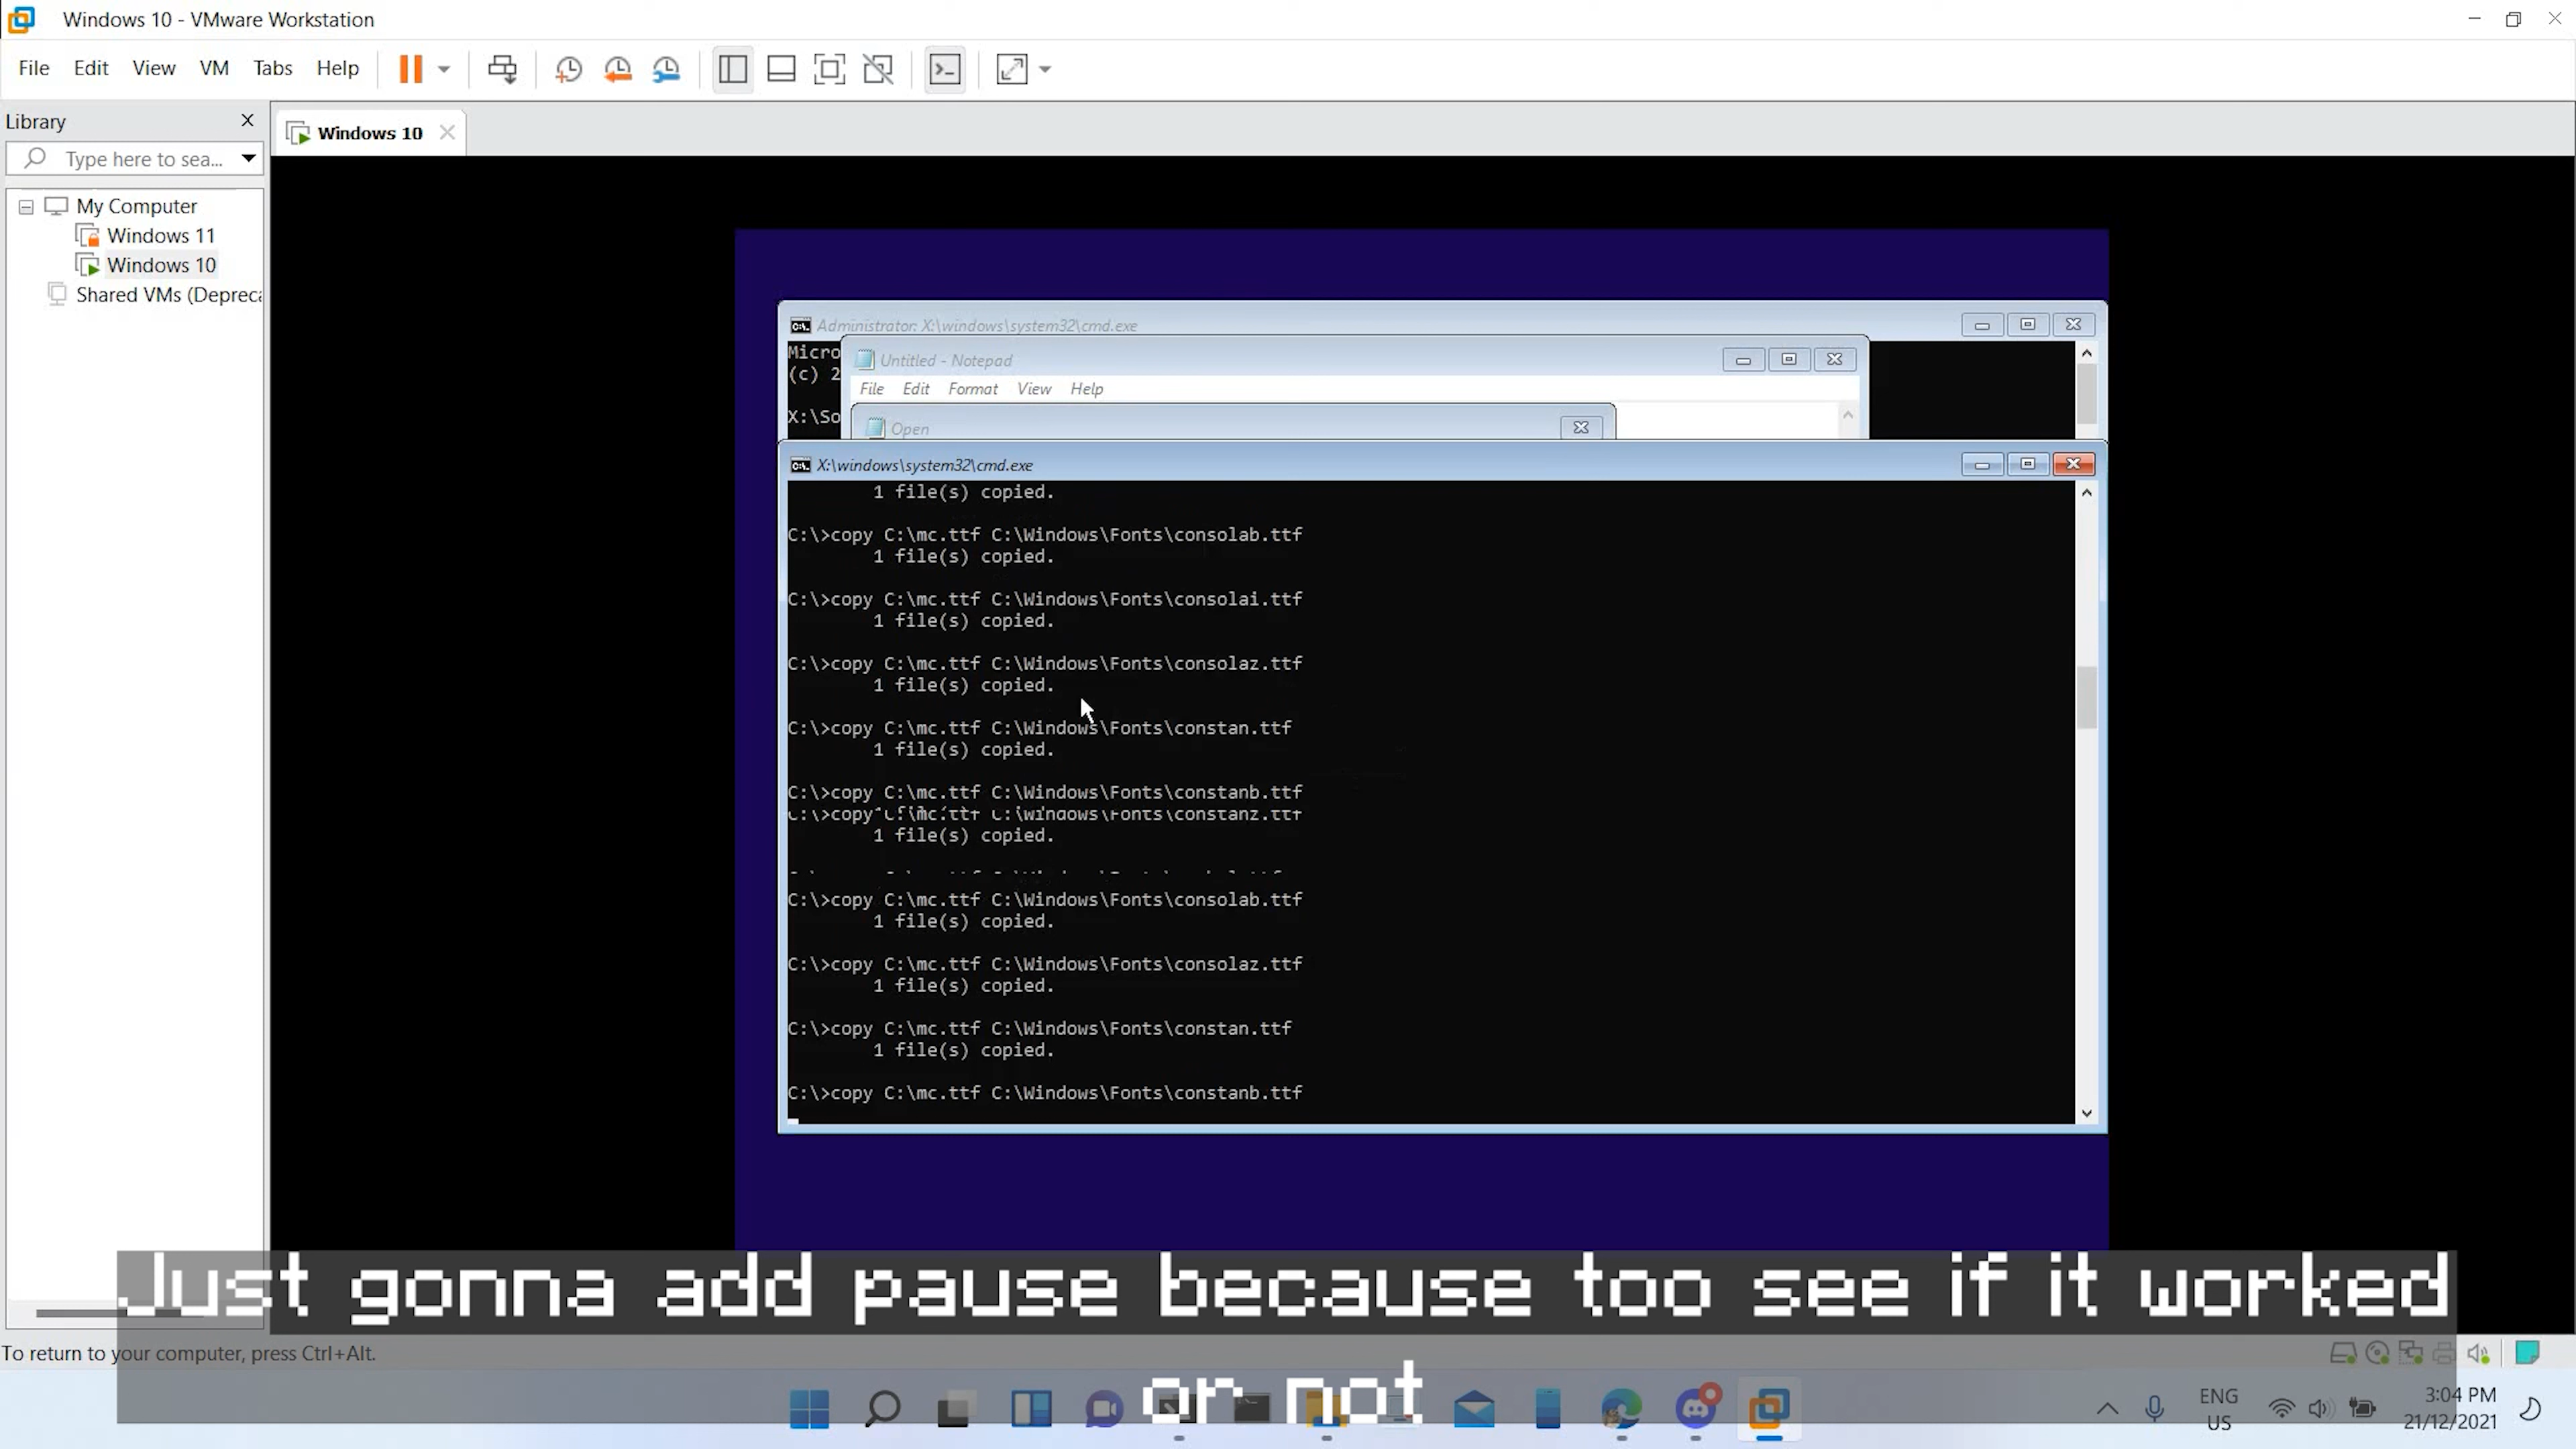 Windows 10 - VMware Workstation
File Edit View VM Tabs Help
Library
Windows 10
Type here to sea...
My Computer
Windows 11
Windows 10
Shared VMs (Depreca
Administrator: X:\windows\system32\cmd.exe
Micro
(c) 2
X:\So
Untitled - Notepad
File Edit Format View Help
Open
X:\windows\system32\cmd.exe
1 file(s) copied.
C:\>copy C:\mc.ttf C:\Windows\Fonts\consolab.ttf
1 file(s) copied.
C:\>copy C:\mc.ttf C:\Windows\Fonts\consolai.ttf
1 file(s) copied.
C:\>copy C:\mc.ttf C:\Windows\Fonts\consolaz.ttf
1 file(s) copied.
C:\>copy C:\mc.ttf C:\Windows\Fonts\constan.ttf
1 file(s) copied.
C:\>copy C:\mc.ttf C:\Windows\Fonts\constanb.ttf
C:\>copy C:\mc.ttf C:\Windows\Fonts\constanz.ttf
1 file(s) copied.
C:\>copy C:\mc.ttf C:\Windows\Fonts\consolab.ttf
1 file(s) copied.
C:\>copy C:\mc.ttf C:\Windows\Fonts\consolaz.ttf
1 file(s) copied.
C:\>copy C:\mc.ttf C:\Windows\Fonts\constan.ttf
1 file(s) copied.
C:\>copy C:\mc.ttf C:\Windows\Fonts\constanb.ttf
Just gonna add pause because too see if it worked
or not
To return to your computer, press Ctrl+Alt.
ENG
US
3:04 PM
21/12/2021